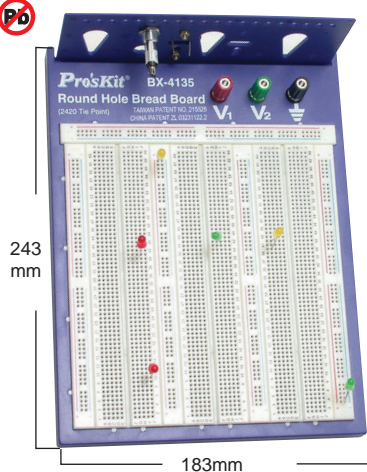 Pb
Pro'sKit® BX-4135
Round Hole Bread Board
(2420 Tie Point) TAIWAN PATENT NO. 215528
CHINA PATENT ZL 03231122.2
V1 V2
243
mm
183mm